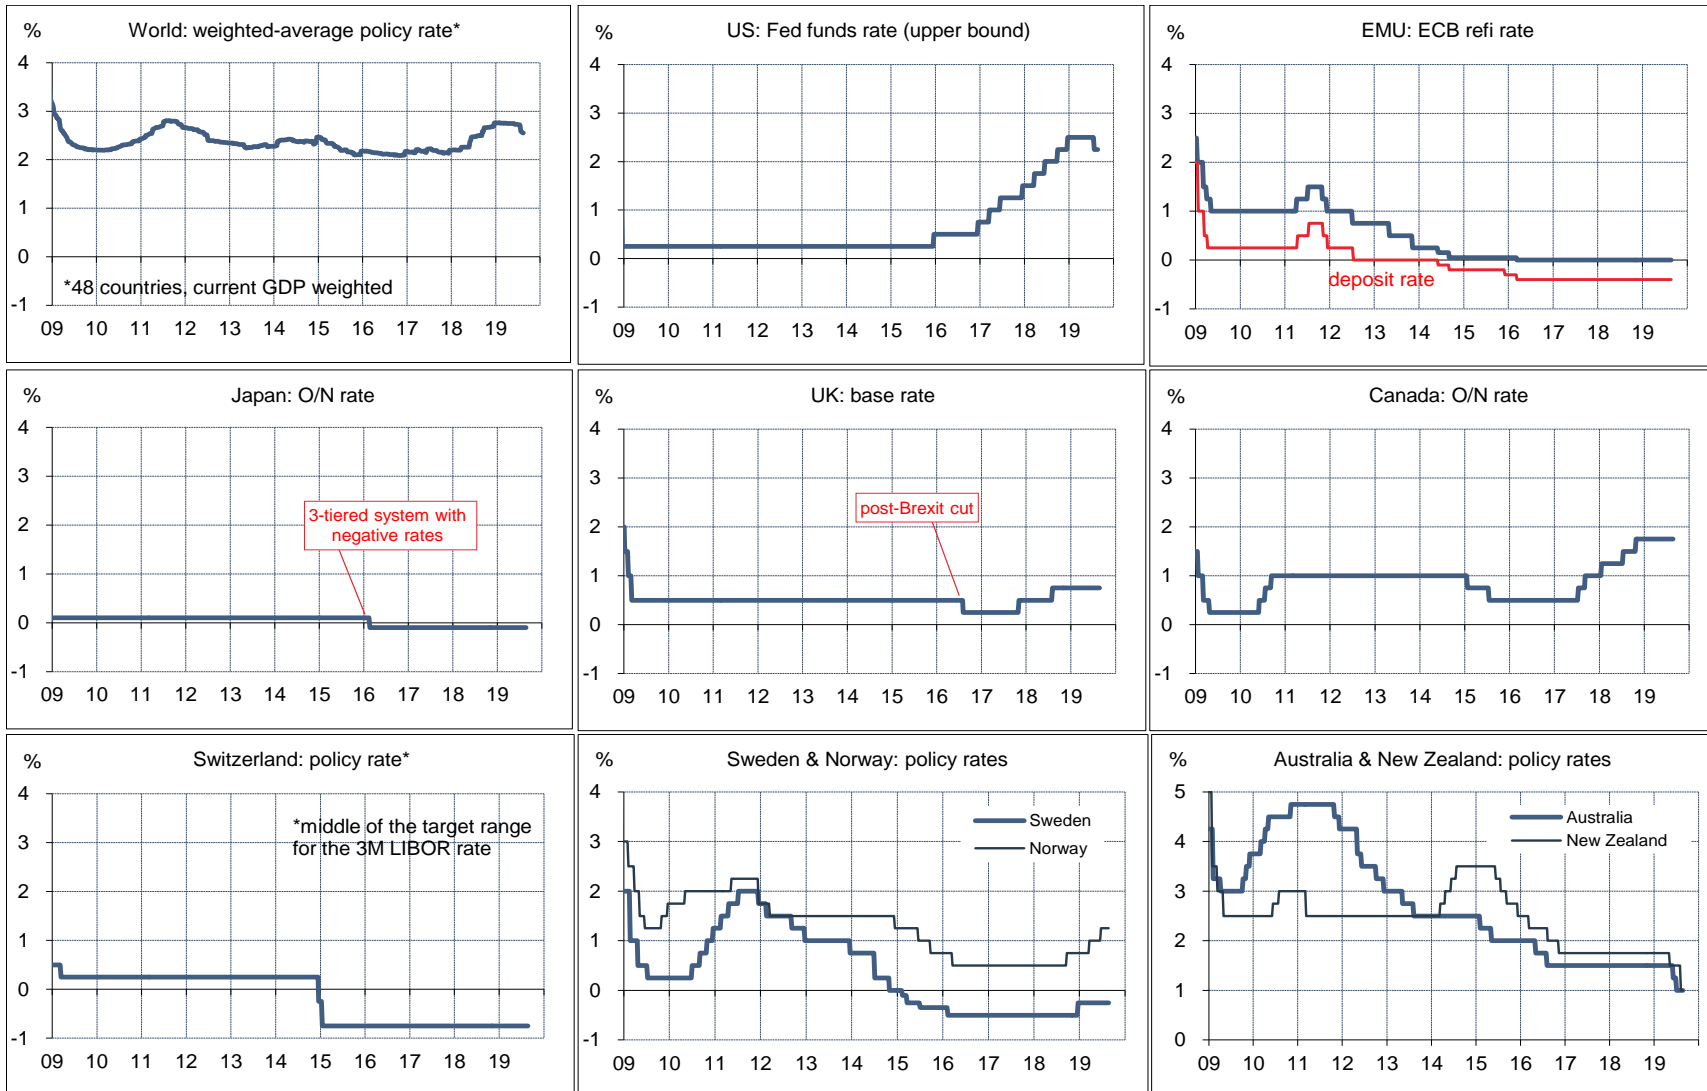 World: weighted-average policy rate*
%
4
3
2
1
0
-1
*48 countries, current GDP weighted
09 10 11 12 13 14 15 16 17 18 19
US: Fed funds rate (upper bound)
%
4
3
2
1
0
-1
09 10 11 12 13 14 15 16 17 18 19
EMU: ECB refi rate
%
4
3
2
1
0
-1
deposit rate
09 10 11 12 13 14 15 16 17 18 19
Japan: O/N rate
%
4
3
2
1
0
-1
3-tiered system with
negative rates
09 10 11 12 13 14 15 16 17 18 19
UK: base rate
%
4
3
2
1
0
-1
post-Brexit cut
09 10 11 12 13 14 15 16 17 18 19
Canada: O/N rate
%
4
3
2
1
0
-1
09 10 11 12 13 14 15 16 17 18 19
Switzerland: policy rate*
%
4
3
2
1
0
-1
*middle of the target range
for the 3M LIBOR rate
09 10 11 12 13 14 15 16 17 18 19
Sweden & Norway: policy rates
%
4
3
2
1
0
-1
Sweden
Norway
09 10 11 12 13 14 15 16 17 18 19
Australia & New Zealand: policy rates
%
5
4
3
2
1
0
Australia
New Zealand
09 10 11 12 13 14 15 16 17 18 19